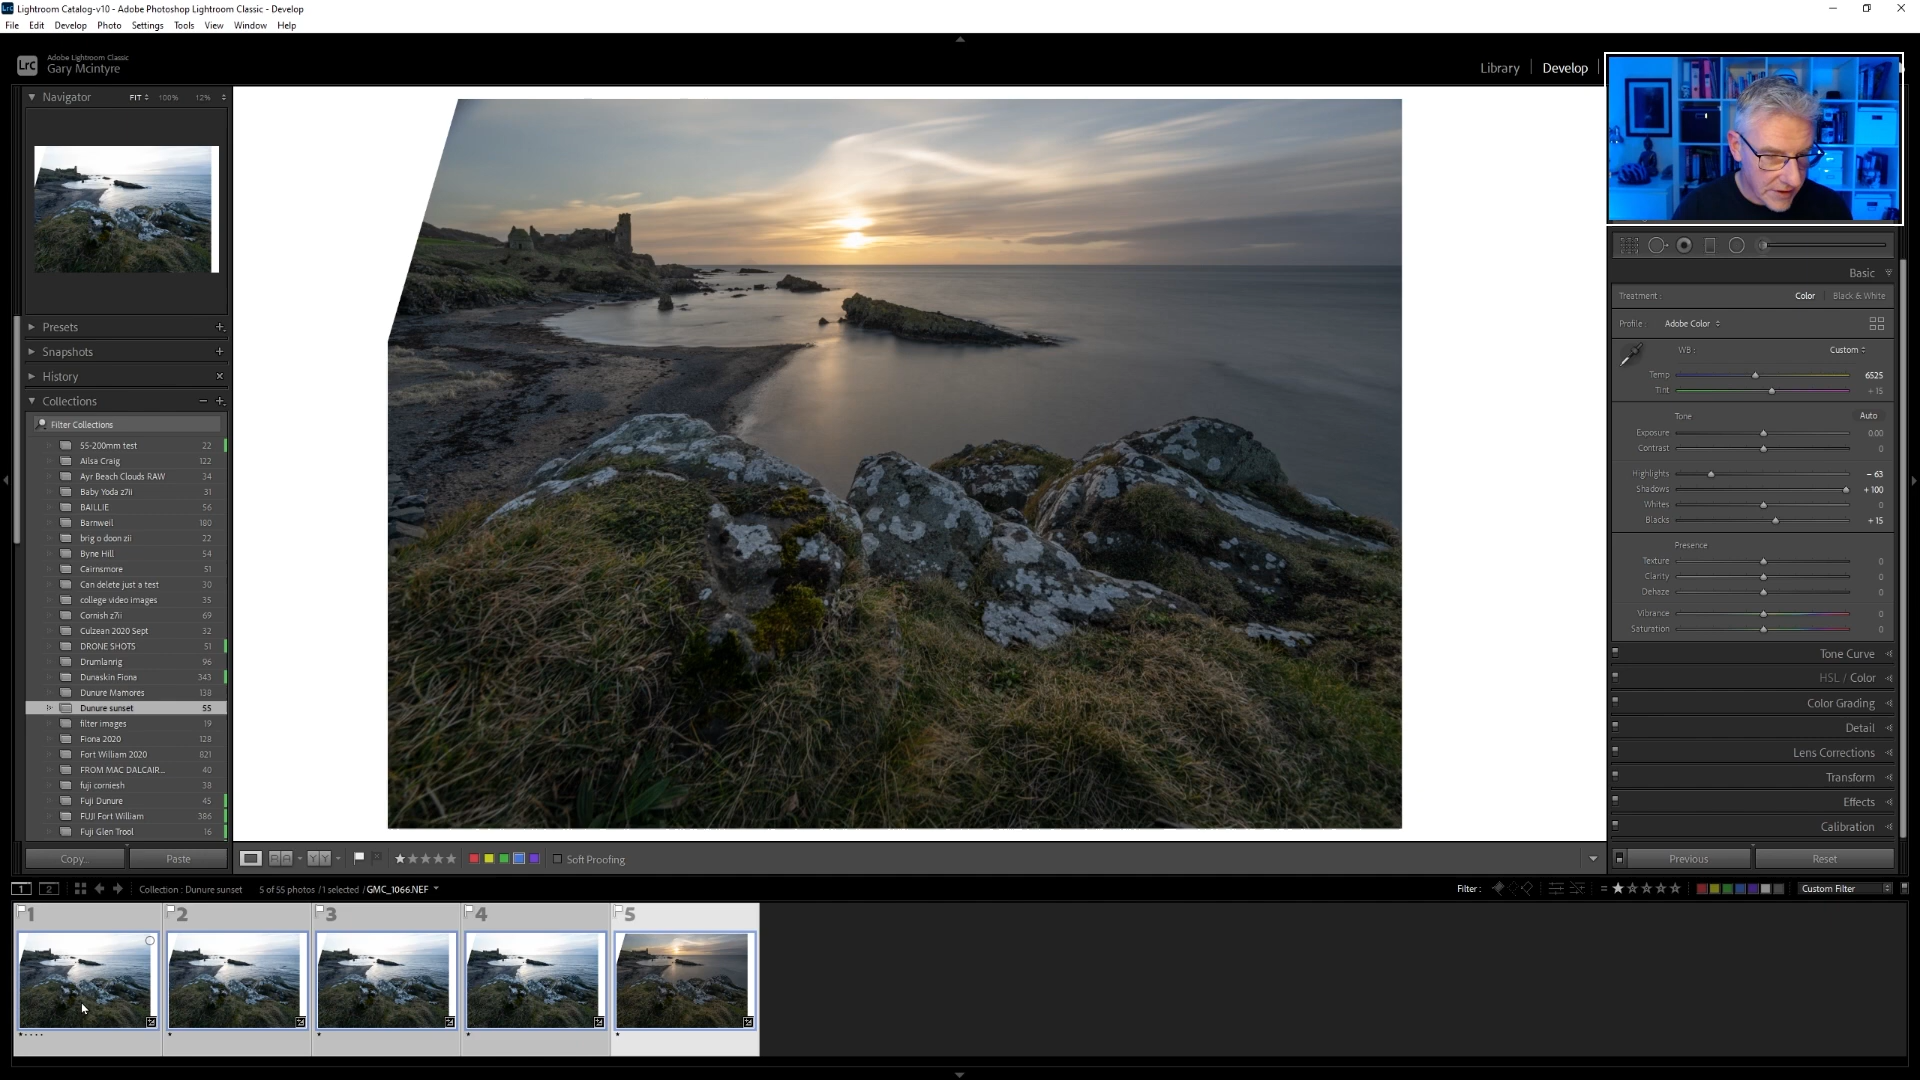 Lightroom Catalog-v10 - Adobe Photoshop Lightroom Classic - Develop
File Edit Develop Photo Settings Tools View Window Help
LrC
Adobe Lightroom Classic
Gary Mcintyre
Library Develop
Navigator FIT 100% 12%
Presets
Snapshots
History
Collections
Filter Collections
55-200mm test 22
Ailsa Craig 122
Ayr Beach Clouds RAW 34
Baby Yoda z7ii 31
BAILLIE 56
Barnweil 180
brig o doon zii 22
Byne Hill 54
Cairnsmore 51
Can delete just a test 30
college video images 35
Cornish z7ii 69
Culzean 2020 Sept 32
DRONE SHOTS 51
Drumlanrig 96
Dunaskin Fiona 343
Dunure Mamores 138
Dunure sunset 55
filter images 19
Fiona 2020 128
Fort William 2020 821
FROM MAC DALCAIR... 40
fuji corniesh 38
Fuji Dunure 45
FUJI Fort William 386
Fuji Glen Trool 16
Copy... Paste
Basic
Treatment : Color Black & White
Profile : Adobe Color
WB : Custom
Temp 6525
Tint + 15
Tone Auto
Exposure 0.00
Contrast 0
Highlights - 63
Shadows + 100
Whites 0
Blacks + 15
Presence
Texture 0
Clarity 0
Dehaze 0
Vibrance 0
Saturation 0
Tone Curve
HSL / Color
Color Grading
Detail
Lens Corrections
Transform
Effects
Calibration
Previous Reset
R A Y Y Soft Proofing
1 2 Collection : Dunure sunset 5 of 55 photos / 1 selected / GMC_1066.NEF Filter : Custom Filter
1 2 3 4 5